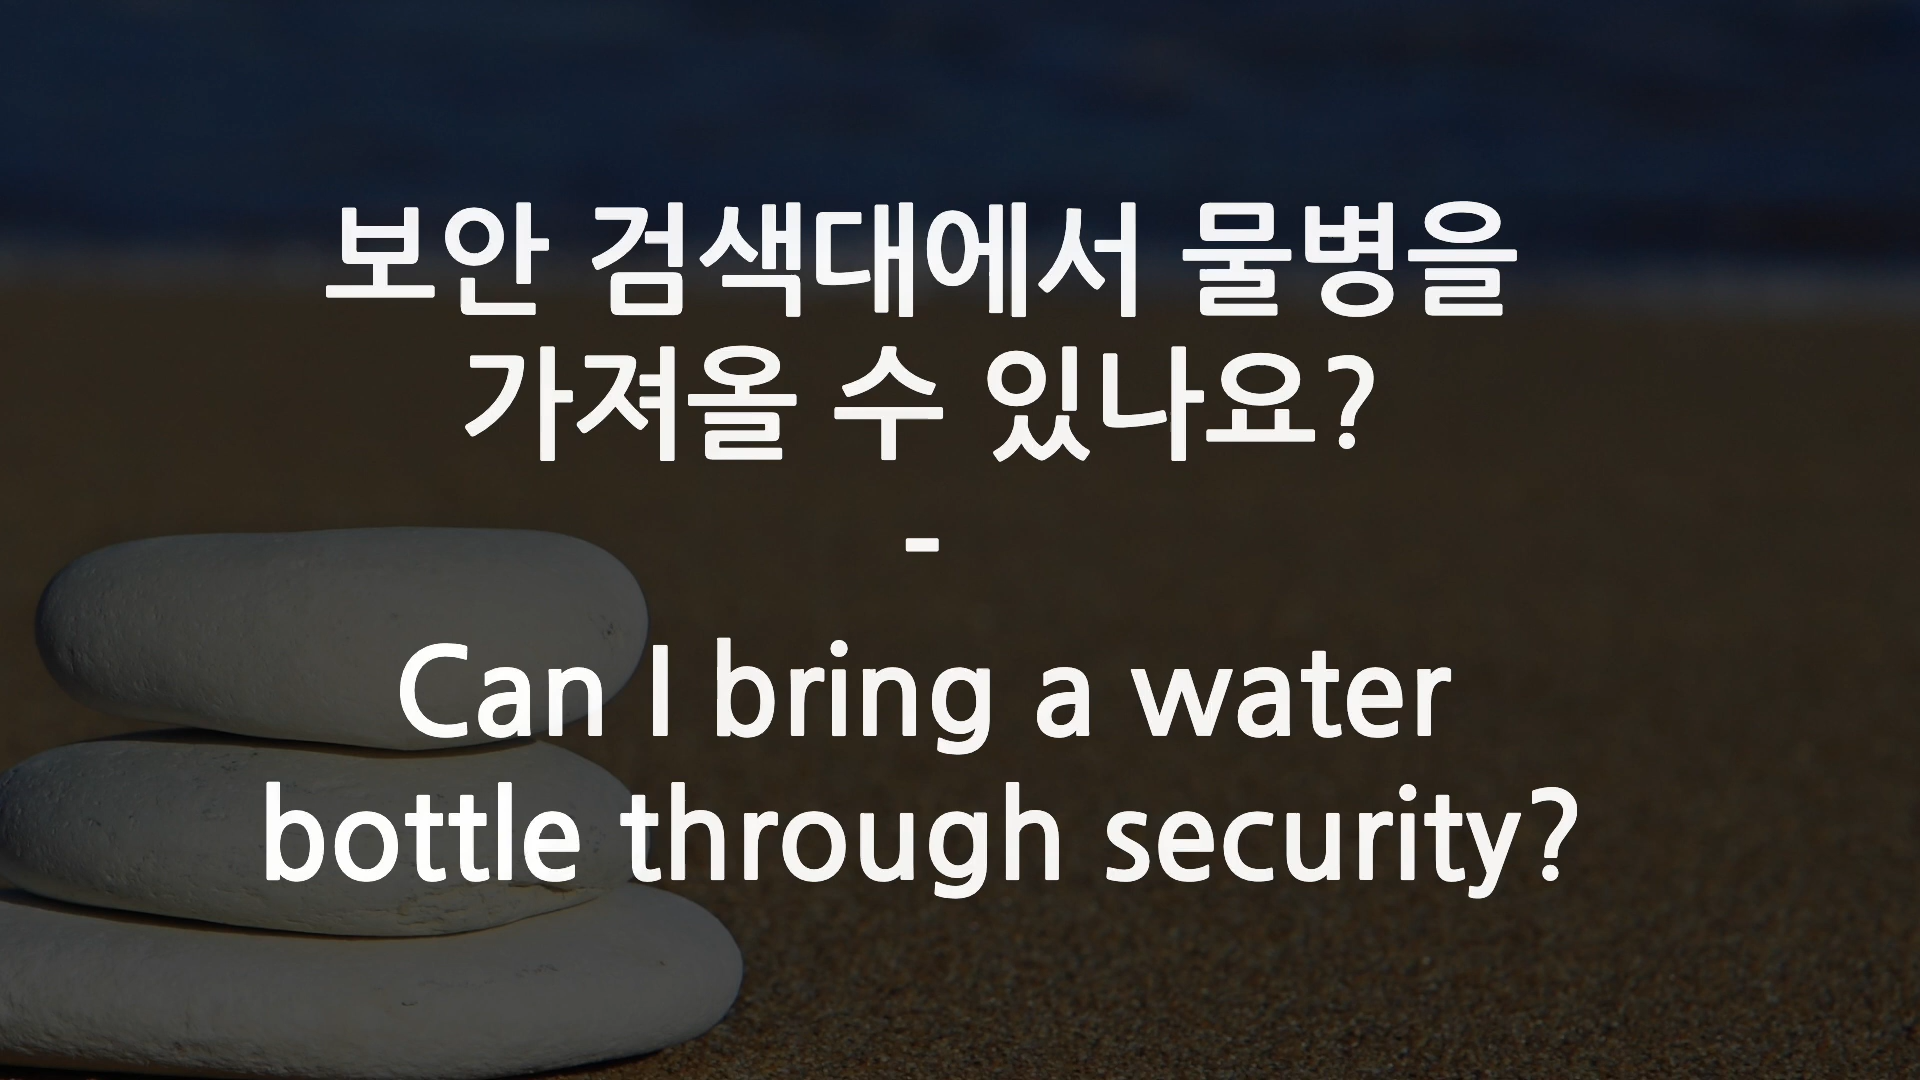 보안 검색대에서 물병을
가져올 수 있나요?
-
Can I bring a water
bottle through security?